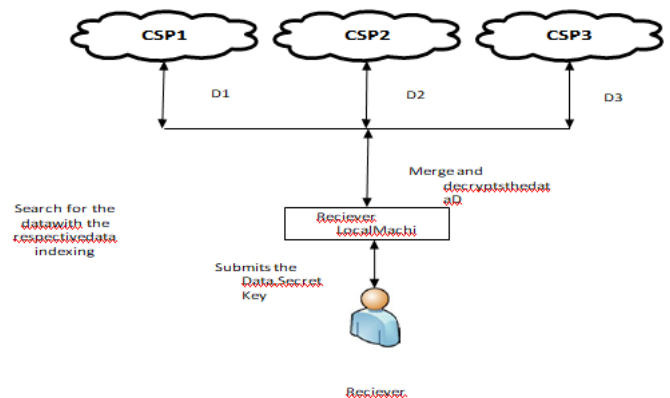 CSP1 CSP2 CSP3
D1 D2 D3
Merge and
decryptsthedat
aD
Search for the
datawith the
respectivedata
indexing
Reciever
LocalMachi
Submits the
Data Secret
Key
Reciever